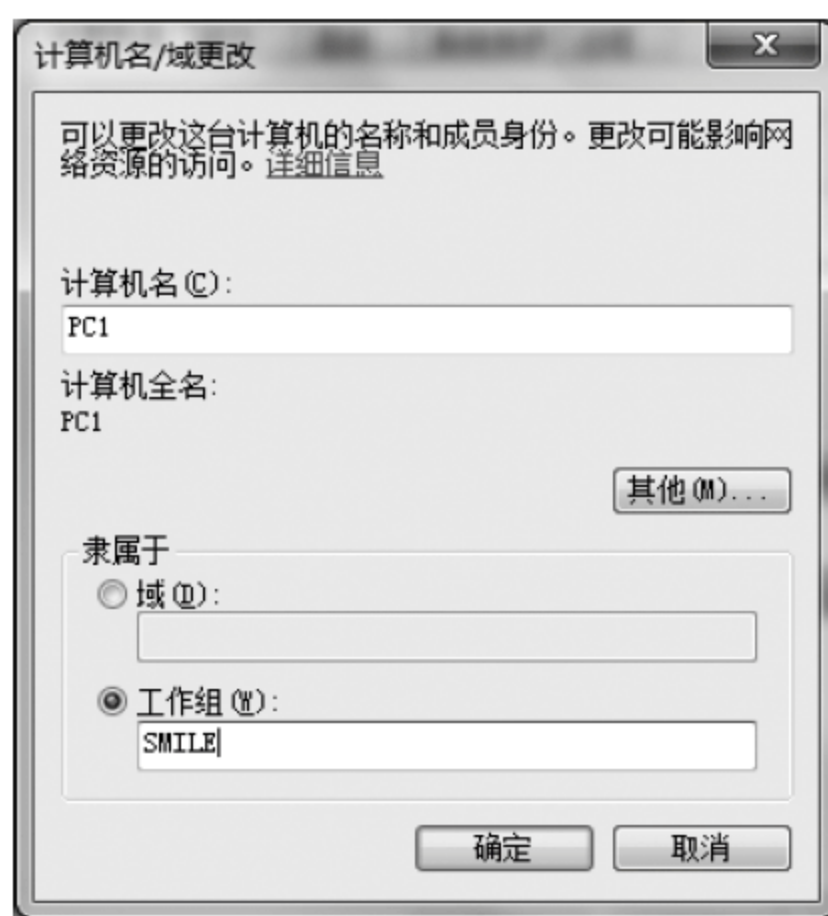 计算机名/域更改
可以更改这台计算机的名称和成员身份。更改可能影响网
络资源的访问。详细信息
计算机名(C):
PC1
计算机全名:
PC1
其他(M)...
隶属于
域(D):
工作组(W):
SMILE
确定
取消